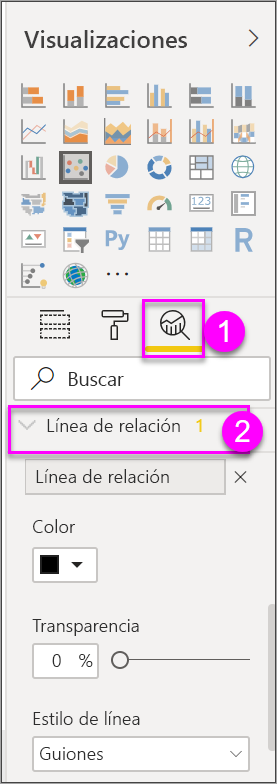 Visualizaciones
123
Py
R
1
Buscar
Línea de relación 1
2
Línea de relación
Color
Transparencia
0 %
Estilo de línea
Guiones